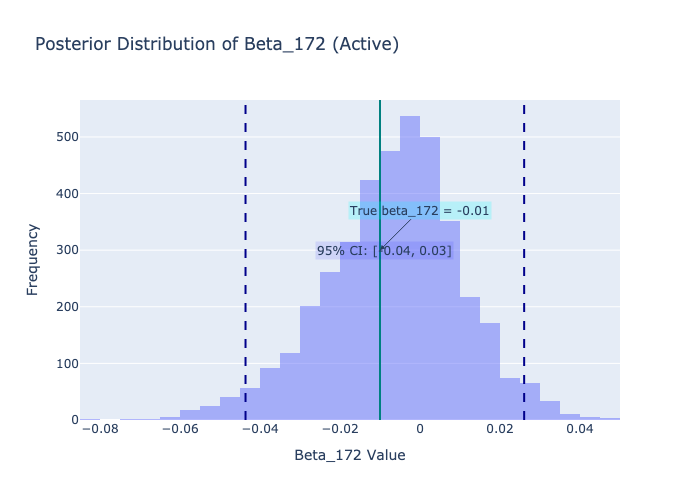 Posterior Distribution of Beta_172 (Active)
500
400
300
200
100
0
Frequency
True beta_172 = -0.01
95% CI: [-0.04, 0.03]
−0.08
−0.06
−0.04
−0.02
0
0.02
0.04
Beta_172 Value